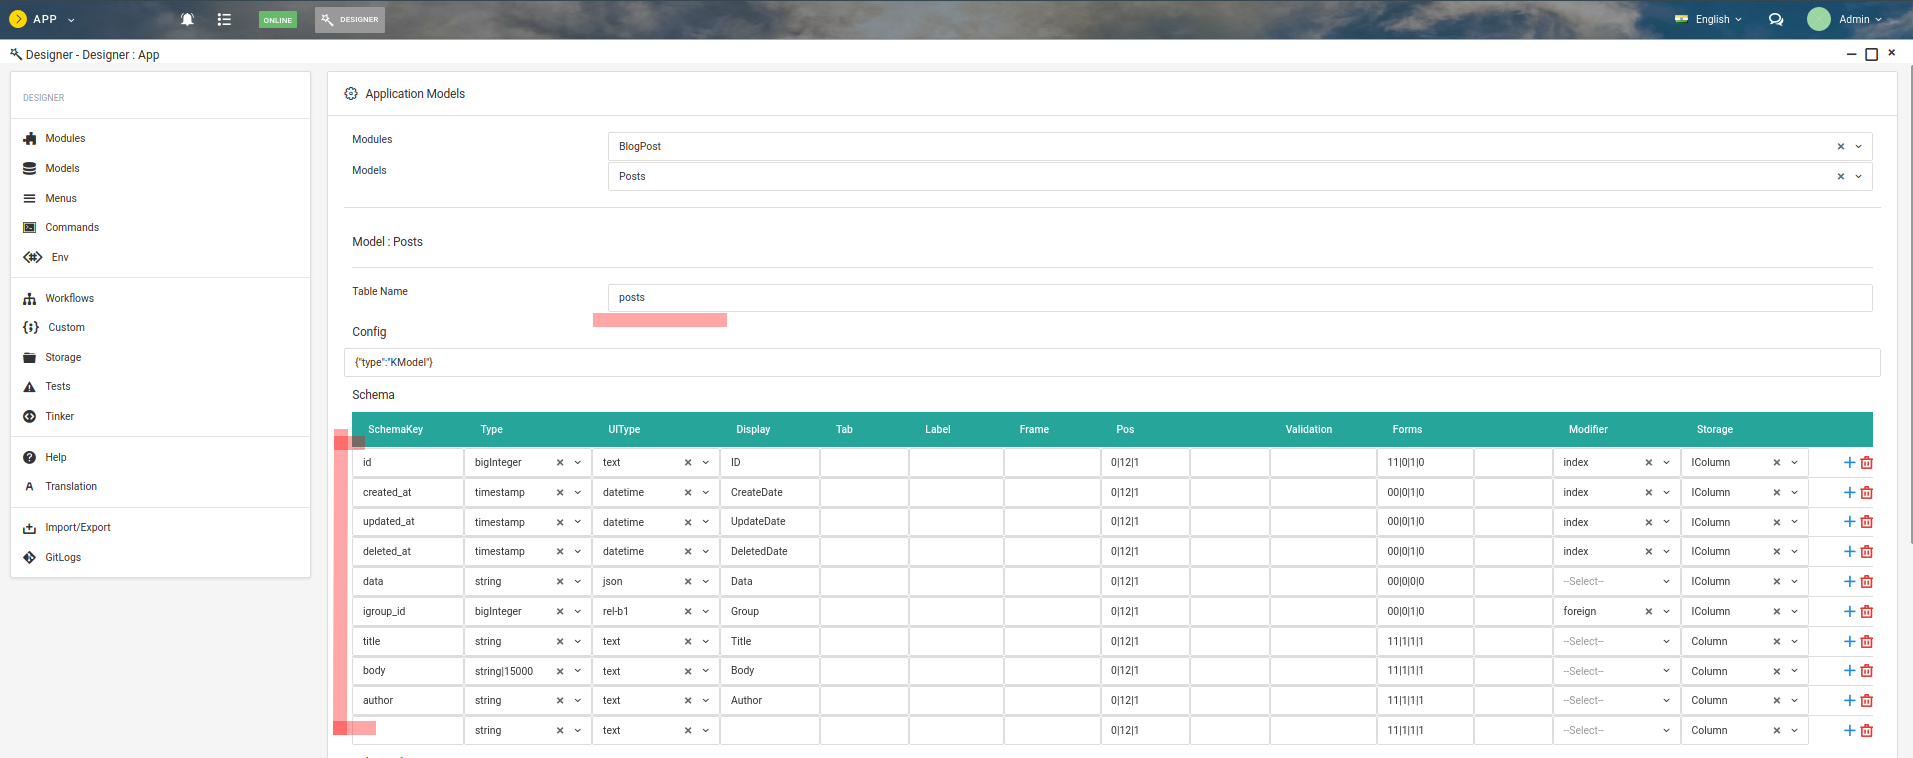 APP ONLINE DESIGNER English Admin
Designer - Designer : App
DESIGNER
Modules
Models
Menus
Commands
Env
Workflows
Custom
Storage
Tests
Tinker
Help
Translation
Import/Export
GitLogs
Application Models
Modules BlogPost
Models Posts
Model : Posts
Table Name posts
Config
{"type":"KModel"}
Schema
SchemaKey Type UIType Display Tab Label Frame Pos Validation Forms Modifier Storage
id bigInteger text ID 0|12|1 11|0|1|0 index IColumn
created_at timestamp datetime CreateDate 0|12|1 00|0|1|0 index IColumn
updated_at timestamp datetime UpdateDate 0|12|1 00|0|1|0 index IColumn
deleted_at timestamp datetime DeletedDate 0|12|1 00|0|1|0 index IColumn
data string json Data 0|12|1 00|0|0|0 --Select-- IColumn
igroup_id bigInteger rel-b1 Group 0|12|1 00|0|1|0 foreign IColumn
title string text Title 0|12|1 11|1|1|1 --Select-- Column
body string|15000 text Body 0|12|1 11|1|1|1 --Select-- Column
author string text Author 0|12|1 11|1|1|1 --Select-- Column
string text 0|12|1 11|1|1|1 --Select-- Column